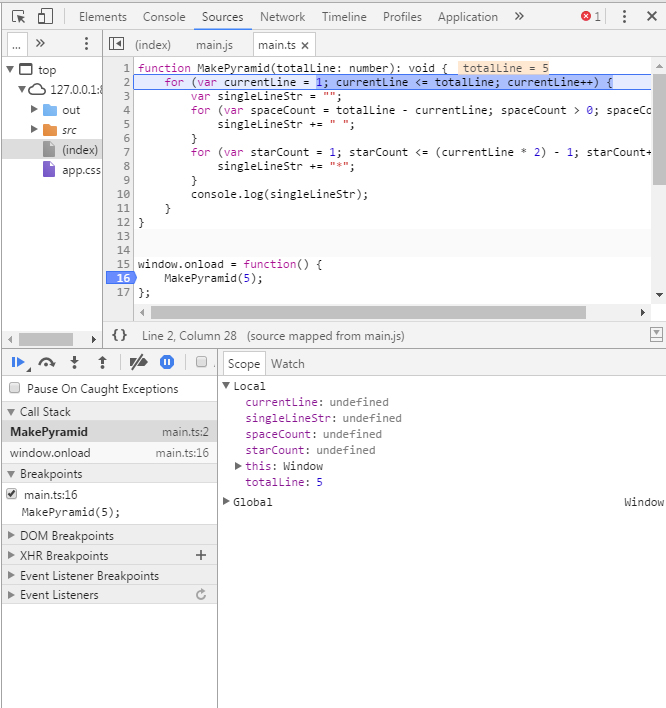 Elements Console Sources Network Timeline Profiles Application » 1
... » (index) main.js main.ts ×
top
127.0.0.1:8
out
src
(index)
app.css
1 function MakePyramid(totalLine: number): void { totalLine = 5
2 for (var currentLine = 1; currentLine <= totalLine; currentLine++) {
3 var singleLineStr = "";
4 for (var spaceCount = totalLine - currentLine; spaceCount > 0; spaceCo
5 singleLineStr += " ";
6 }
7 for (var starCount = 1; starCount <= (currentLine * 2) - 1; starCount+
8 singleLineStr += "*";
9 }
10 console.log(singleLineStr);
11 }
12 }
13
14
15 window.onload = function() {
16 MakePyramid(5);
17 };
{} Line 2, Column 28 (source mapped from main.js)
Pause On Caught Exceptions
Call Stack
MakePyramid main.ts:2
window.onload main.ts:16
Breakpoints
main.ts:16
MakePyramid(5);
DOM Breakpoints
XHR Breakpoints +
Event Listener Breakpoints
Event Listeners
Scope Watch
Local
currentLine: undefined
singleLineStr: undefined
spaceCount: undefined
starCount: undefined
this: Window
totalLine: 5
Global Window